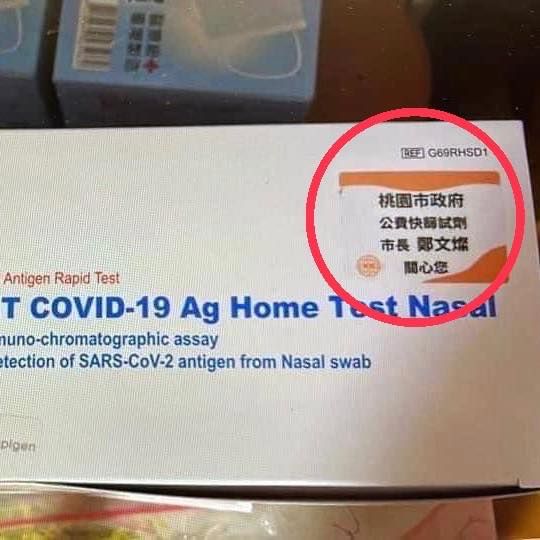 REF G69RHSD1
桃園市政府
公費快篩試劑
市長 鄭文燦
關心您
Antigen Rapid Test
T COVID-19 Ag Home Test Nasal
muno-chromatographic assay
etection of SARS-CoV-2 antigen from Nasal swab
pigen